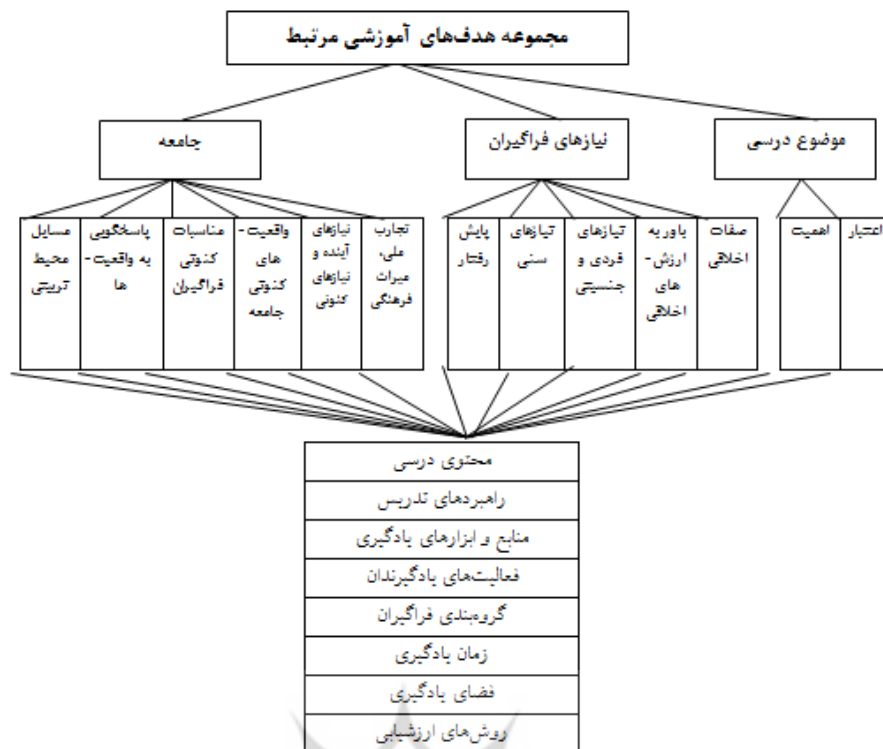 مجموعه هدف‌های آموزشی مرتبط
موضوع درسی
نیازهای فراگیران
جامعه
اعتبار
اهمیت
صفات
اخلاقی
باور به
ارزش-
های
اخلاقی
نیازهای
فردی و
جنسیتی
نیازهای
سنی
پایش
رفتار
تجارب
ملی،
میراث
فرهنگی
نیازهای
آینده و
نیازهای
کنونی
واقعیت-
های
کنونی
جامعه
مناسبات
کنونی
فراگیران
پاسخگویی
به واقعیت-
ها
مسایل
محیط
تربیتی
محتوی درسی
راهبردهای تدریس
منابع و ابزارهای یادگیری
فعالیت‌های یادگیرندان
گروه‌بندی فراگیران
زمان یادگیری
فضای یادگیری
روش‌های ارزشیابی